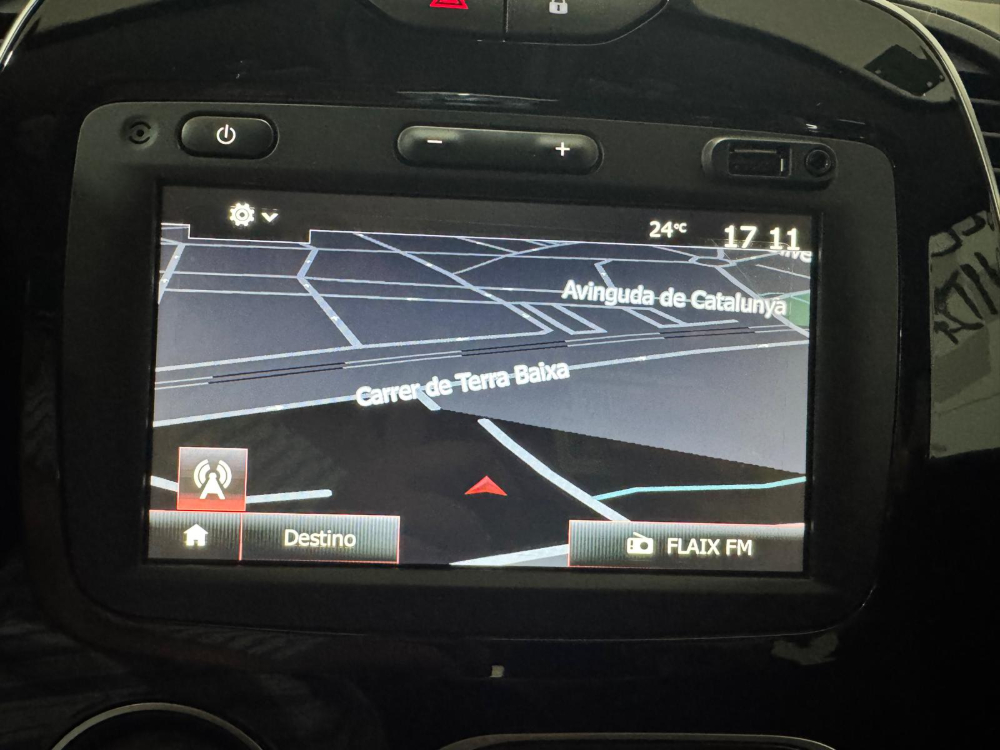 24°C
17 11
Avinguda de Catalunya
Carrer de Terra Baixa
Destino
FLAIX FM